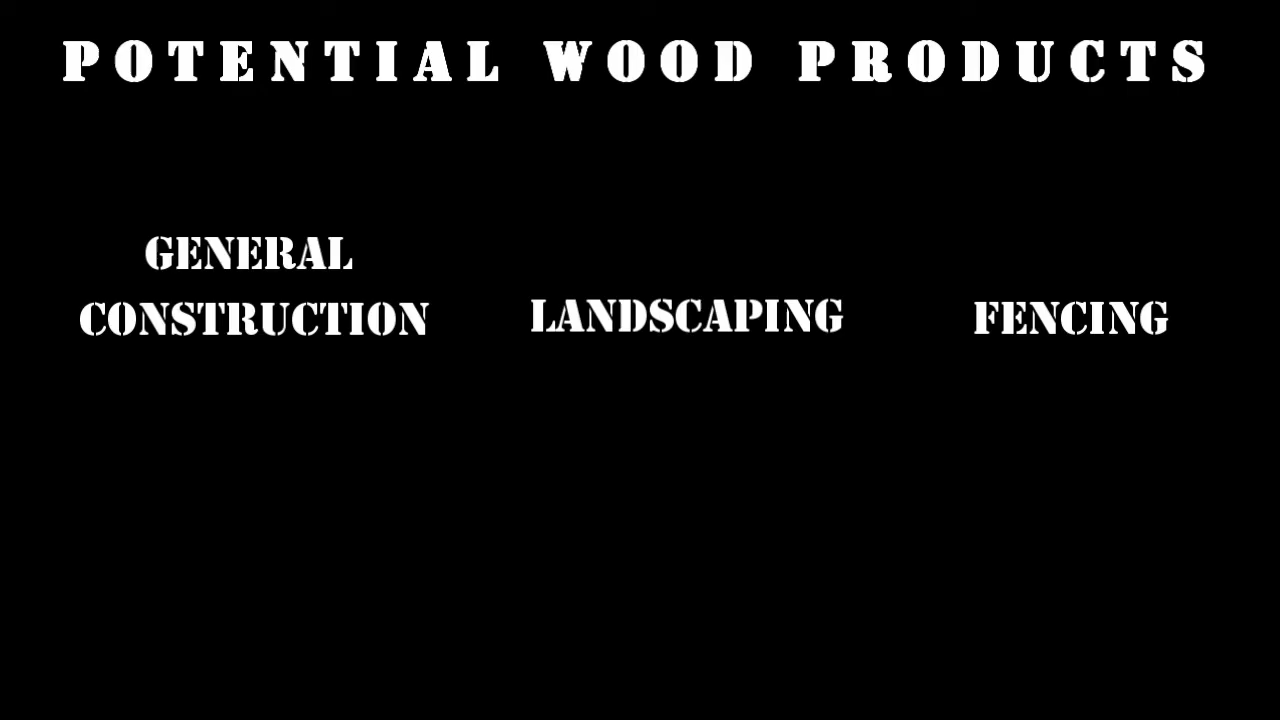 POTENTIAL WOOD PRODUCTS
GENERAL
CONSTRUCTION
LANDSCAPING
FENCING